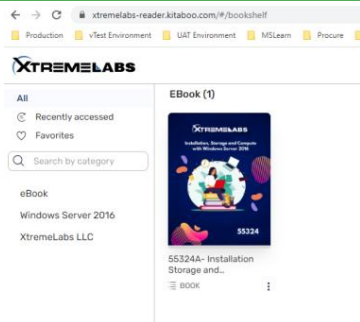 xtremelabs-reader.kitaboo.com/#/bookshelf
Production vTest Environment UAT Environment MSLearn Procure
XTREMELABS
All
Recently accessed
Favorites
Search by category
eBook
Windows Server 2016
XtremeLabs LLC
EBook (1)
XTREMELABS
Installation, Storage and Compute
with Windows Server 2016
55324
55324A- Installation
Storage and...
BOOK